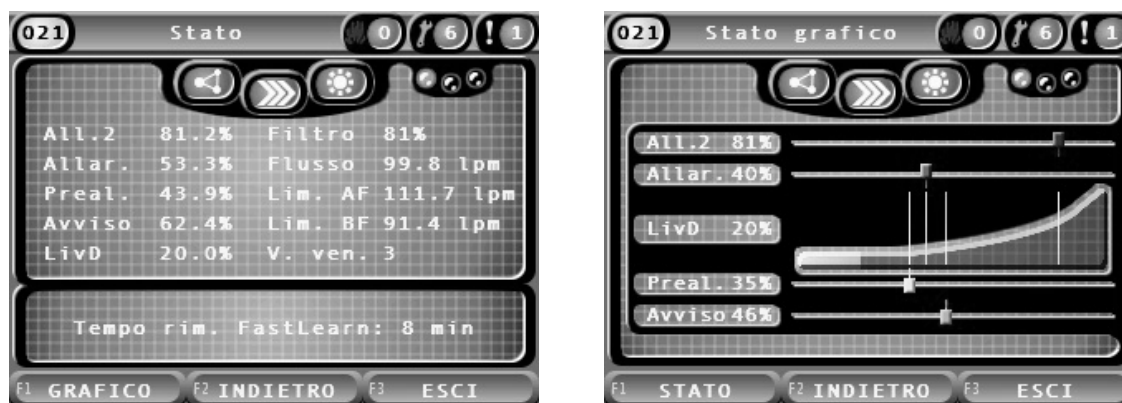 021 Stato 0 6 ! 1
All.2 81.2% Filtro 81%
Allar. 53.3% Flusso 99.8 lpm
Preal. 43.9% Lim. AF 111.7 lpm
Avviso 62.4% Lim. BF 91.4 lpm
LivD 20.0% V. ven. 3
Tempo rim. FastLearn: 8 min
F1 GRAFICO F2 INDIETRO F3 ESCI
021 Stato grafico 0 6 ! 1
All.2 81%
Allar. 40%
LivD 20%
Preal. 35%
Avviso 46%
F1 STATO F2 INDIETRO F3 ESCI